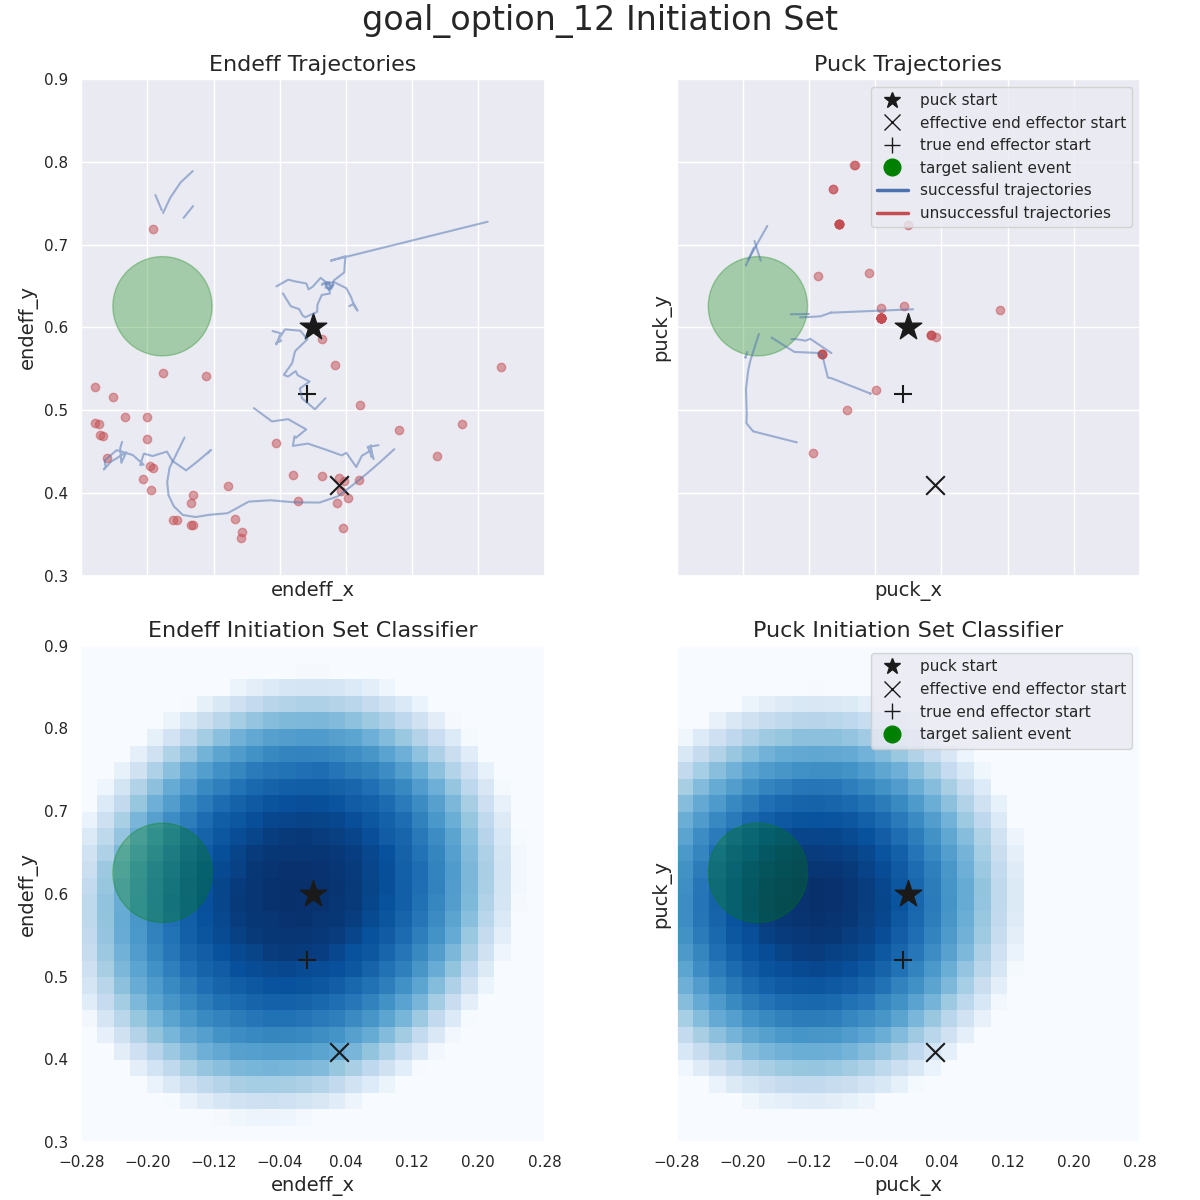 goal_option_12 Initiation Set
Endeff Trajectories
0.9
0.8
0.7
0.6
0.5
0.4
0.3
endeff_y
endeff_x
Puck Trajectories
puck start
effective end effector start
true end effector start
target salient event
successful trajectories
unsuccessful trajectories
puck_y
puck_x
Endeff Initiation Set Classifier
0.9
0.8
0.7
0.6
0.5
0.4
0.3
endeff_y
−0.28 −0.20 −0.12 −0.04 0.04 0.12 0.20 0.28
endeff_x
Puck Initiation Set Classifier
puck start
effective end effector start
true end effector start
target salient event
puck_y
−0.28 −0.20 −0.12 −0.04 0.04 0.12 0.20 0.28
puck_x